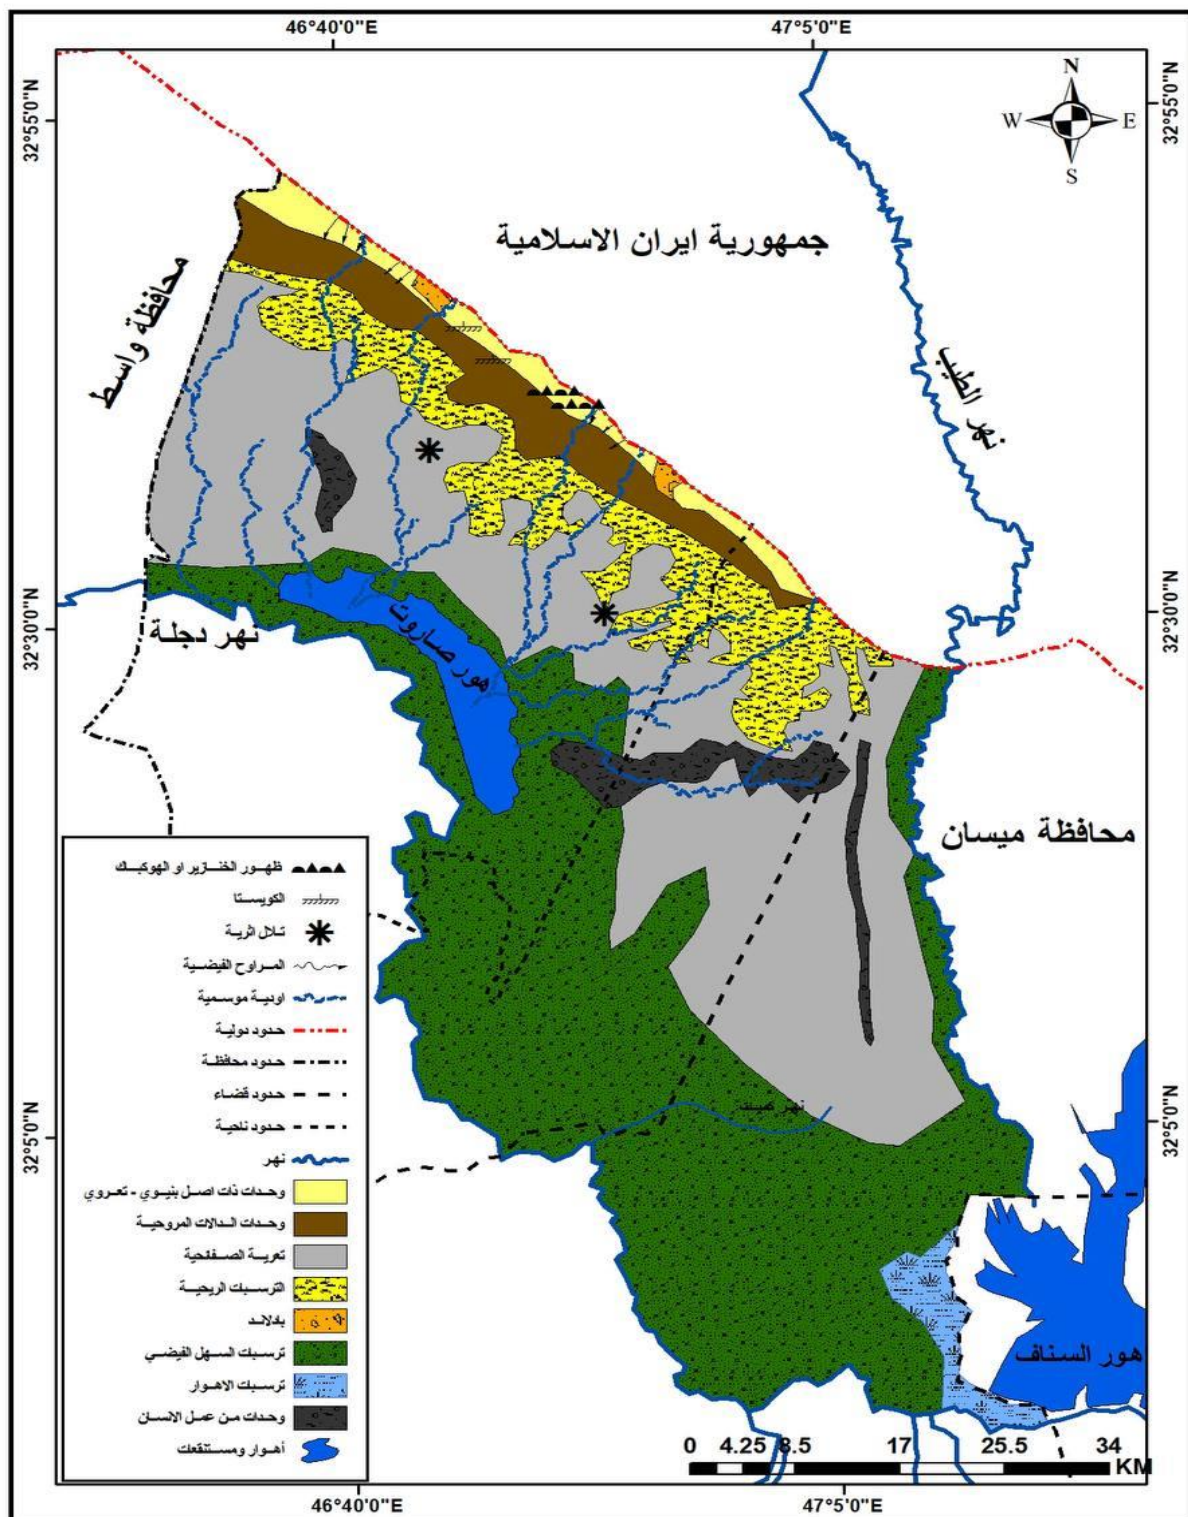 46°40'0"E
47°5'0"E
32°55'0"N
32°55'0"N
N
W
E
S
جمهورية ايران الاسلامية
محافظة واسط
نهر الطيب
32°30'0"N
32°30'0"N
نهر دجلة
هور صاروت
محافظة ميسان
ظهور الخنازير او الهوكباك
الكويستا
تلال اثرية
المراوح الفيضية
اودية موسمية
حدود دولية
حدود محافظة
حدود قضاء
حدود ناحية
نهر
وحدات ذات اصل بنيوي - تعروي
وحدات الدالات المروحية
تعرية الصفائحية
الترسبات الريحية
بادلاند
ترسبات السهل الفيضي
ترسبات الاهوار
وحدات من عمل الانسان
أهوار ومستنقعات
نهر
32°5'0"N
32°5'0"N
هور السناف
0 4.25 8.5 17 25.5 34
KM
46°40'0"E
47°5'0"E